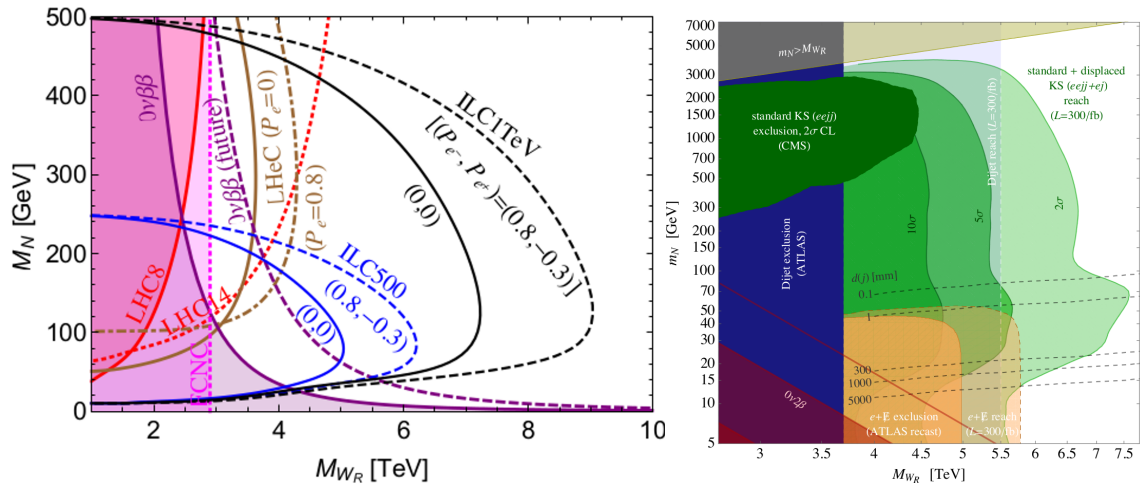 500
400
300
200
100
0
M_N [GeV]
0νββ
LHC8
LHC14
FCNC
0νββ (future)
LHeC (P_e=0)
(P_e=0.8)
ILC1TeV
[(P_e-, P_e+)=(0.8,−0.3)]
(0,0)
ILC500
(0.8,−0.3)
(0,0)
2
4
6
8
10
M_{W_R} [TeV]
7000
5000
3000
2000
1500
1000
700
500
300
200
150
100
70
50
40
30
20
15
10
5
m_N [GeV]
m_N>M_{W_R}
standard KS (eejj)
exclusion, 2σ CL
(CMS)
Dijet exclusion
(ATLAS)
Dijet reach (L=300/fb)
standard + displaced
KS (eejj+ej)
reach
(L=300/fb)
10σ
5σ
2σ
d(j) [mm]
0.1
1
300
1000
5000
0ν2β
e+E̸ exclusion
(ATLAS recast)
e+E̸ reach
(L=300/fb)
3
3.5
4
4.5
5
5.5
6
6.5
7
7.5
M_{W_R} [TeV]